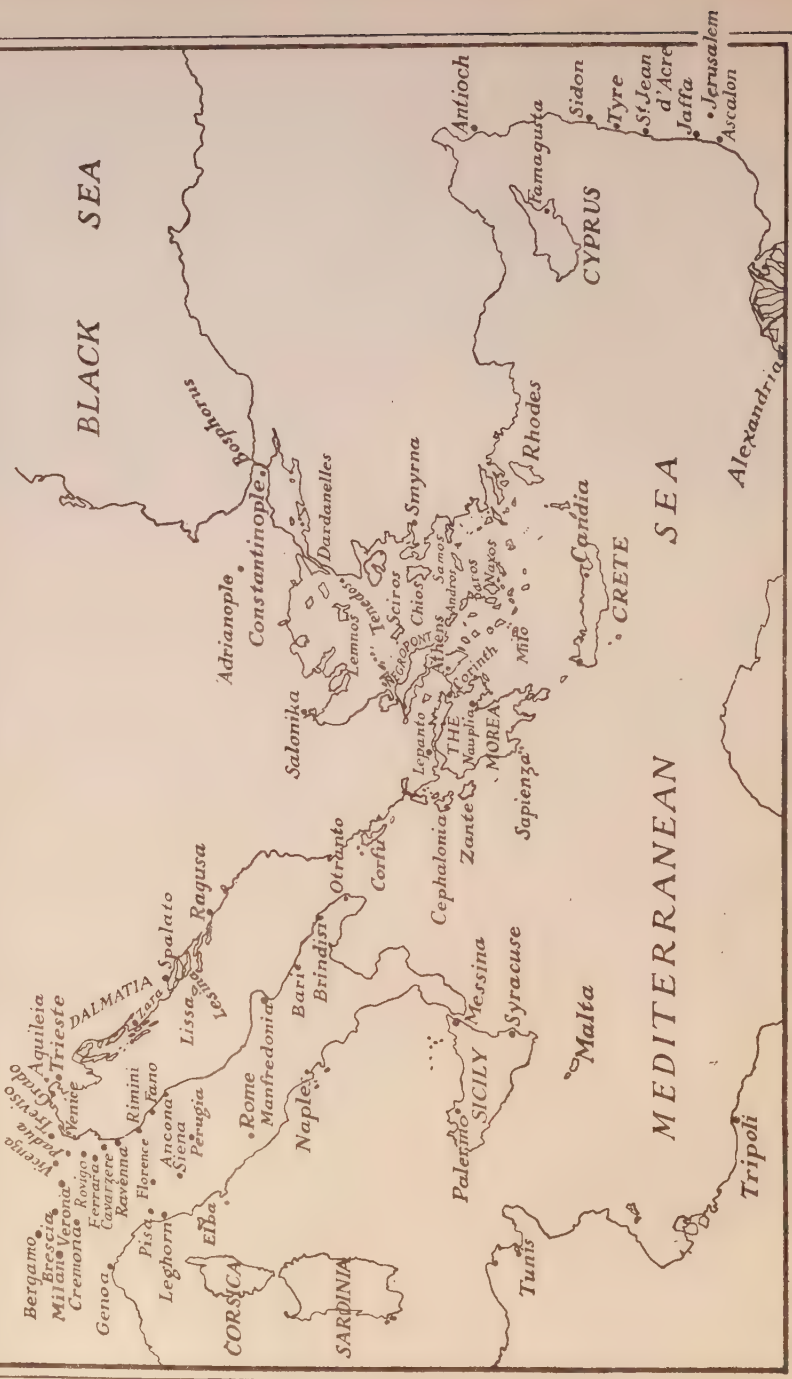 BLACK SEA
Bosphorus
Adrianople
Constantinople
Dardanelles
Salonika
Lemnos
Tenedos
Sciros
NEGROPONT
Chios
Smyrna
Samos
Andros
Athens
Paros
Naxos
Corinth
Milo
Lepanto
THE
MOREA
Nauplia
Sapienza
Cephalonia
Zante
Rhodes
Candia
CRETE
Antioch
Famagusta
CYPRUS
Sidon
Tyre
St Jean
d'Acre
Jaffa
Jerusalem
Ascalon
Alexandria
MEDITERRANEAN SEA
Bergamo
Brescia
Milan
Verona
Cremona
Vicenza
Padua
Treviso
Grado
Aquileia
Trieste
Venice
Rovigo
Ferrara
Cavarzere
Ravenna
Genoa
Pisa
Florence
Leghorn
Rimini
Fano
Ancona
Siena
Perugia
Elba
CORSICA
SARDINIA
DALMATIA
Zara
Spalato
Lissa
Lesina
Ragusa
Rome
Manfredonia
Naples
Bari
Brindisi
Otranto
Corfu
Palermo
SICILY
Messina
Syracuse
Malta
Tunis
Tripoli